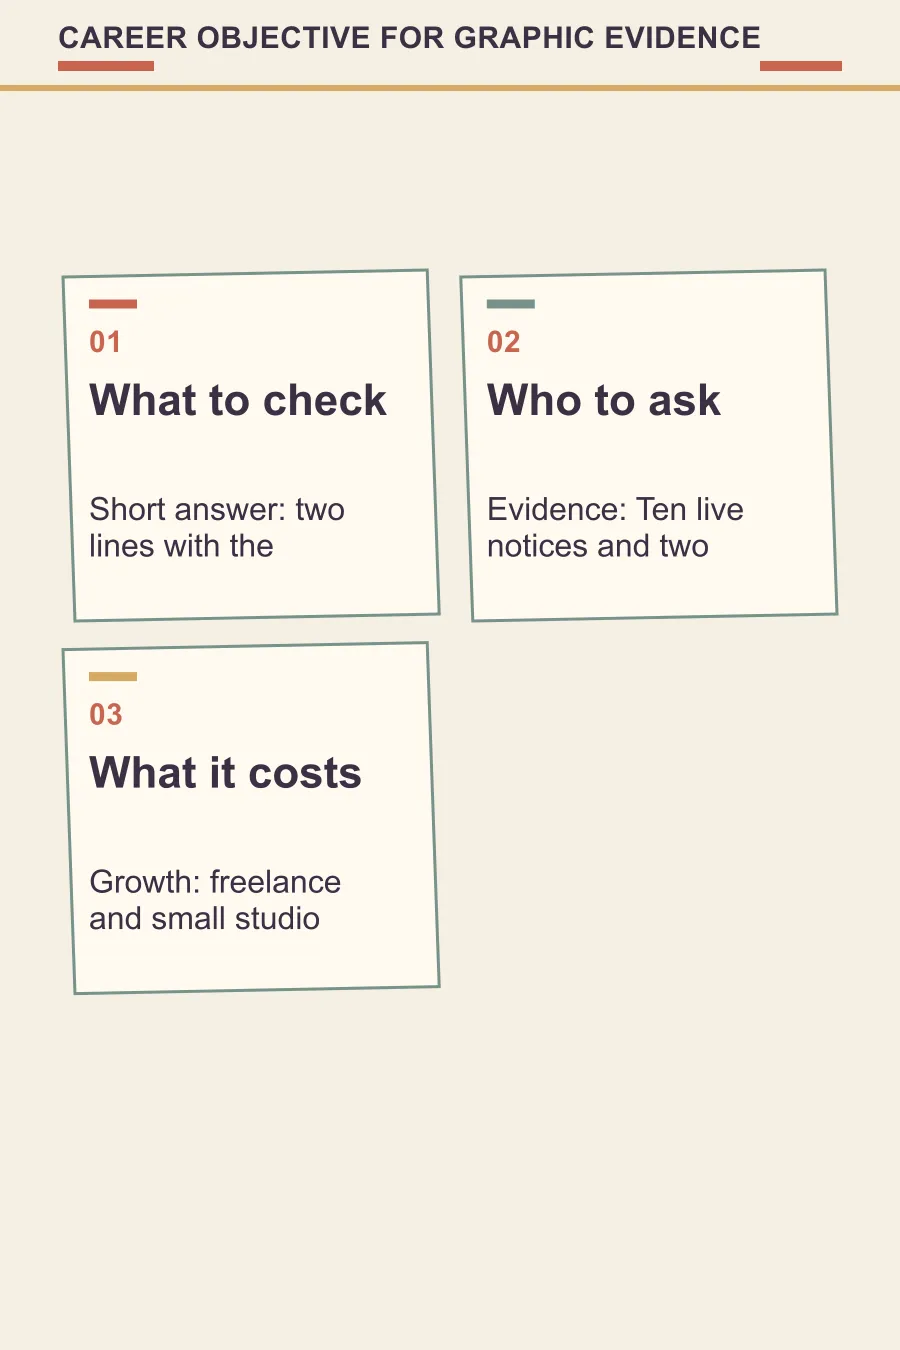 CAREER OBJECTIVE FOR GRAPHIC EVIDENCE
01
What to check
Short answer: two
lines with the
02
Who to ask
Evidence: Ten live
notices and two
03
What it costs
Growth: freelance
and small studio